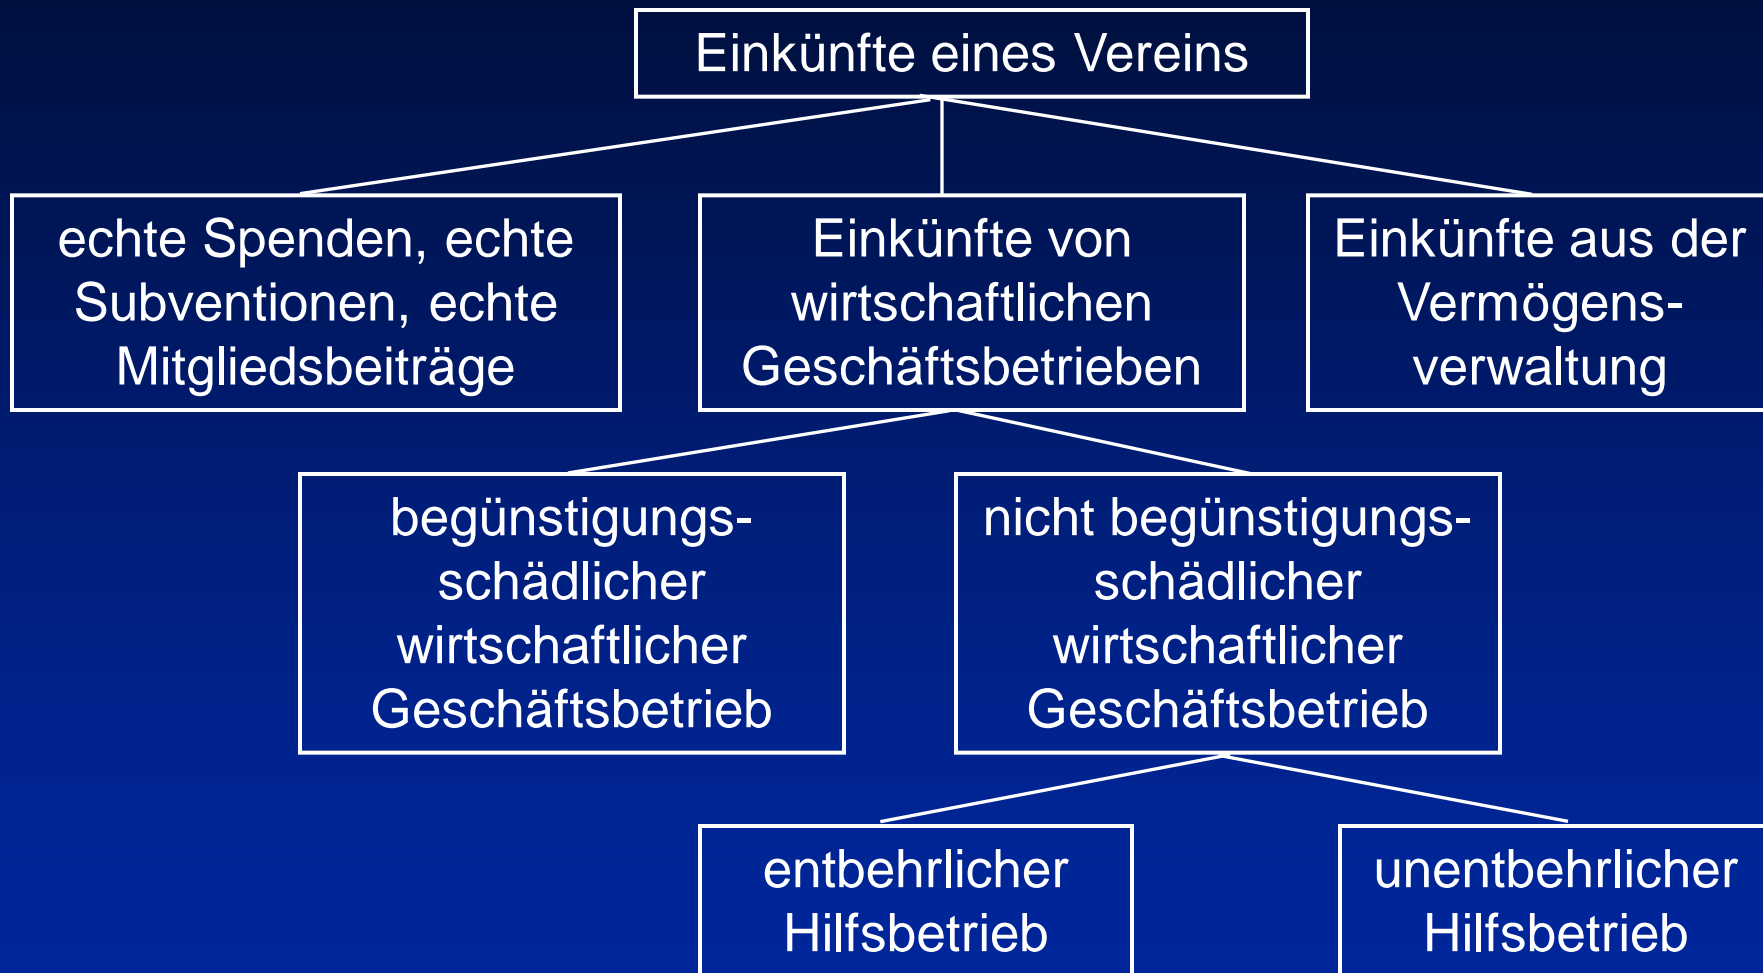 Einkünfte eines Vereins
echte Spenden, echte
Subventionen, echte
Mitgliedsbeiträge
Einkünfte von
wirtschaftlichen
Geschäftsbetrieben
Einkünfte aus der
Vermögens-
verwaltung
begünstigungs-
schädlicher
wirtschaftlicher
Geschäftsbetrieb
nicht begünstigungs-
schädlicher
wirtschaftlicher
Geschäftsbetrieb
entbehrlicher
Hilfsbetrieb
unentbehrlicher
Hilfsbetrieb